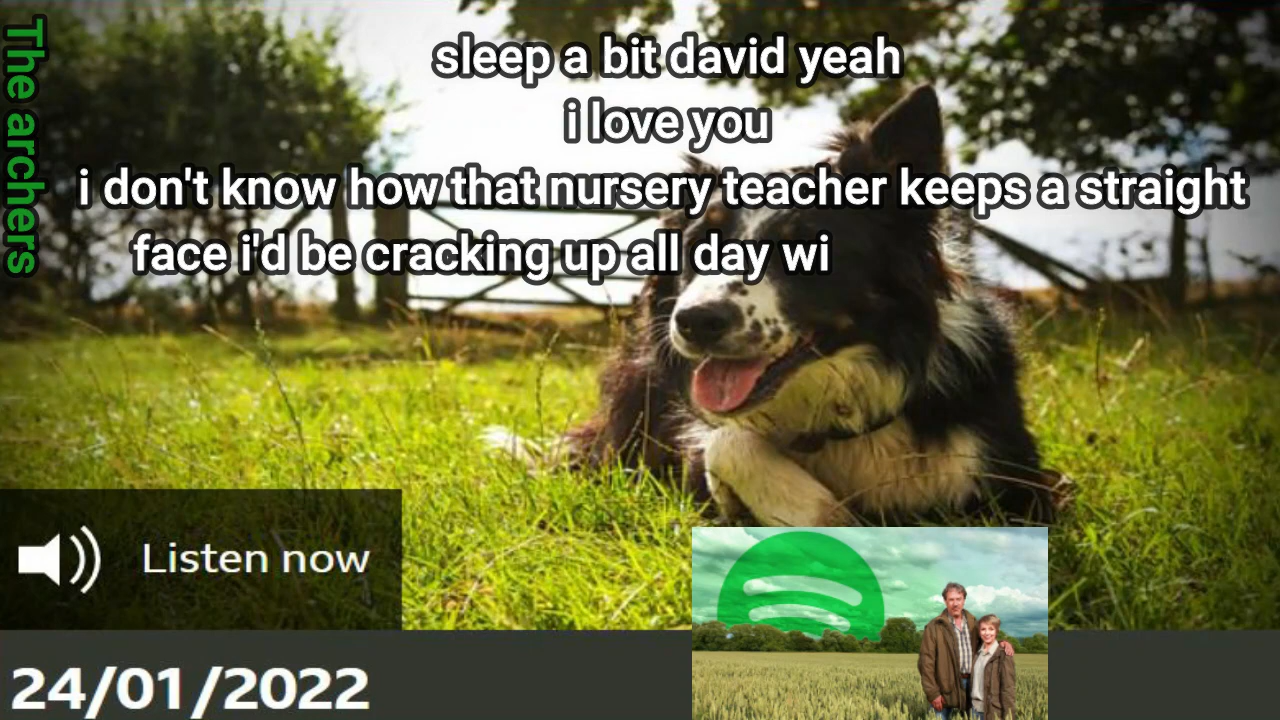 The archers
sleep a bit david yeah
i love you
i don't know how that nursery teacher keeps a straight
face i'd be cracking up all day wi
Listen now
24/01/2022